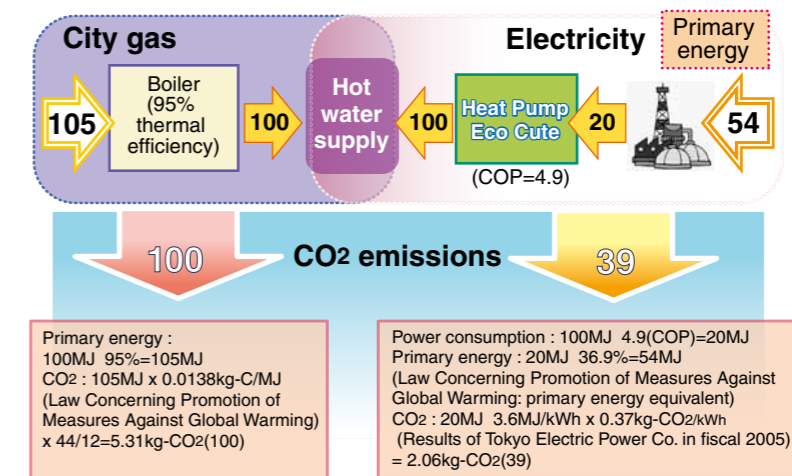 City gas
Electricity
Primary
energy
105
Boiler
(95%
thermal
efficiency)
100
Hot
water
supply
100
Heat Pump
Eco Cute
(COP=4.9)
20
54
100
CO2 emissions
39
Primary energy :
100MJ 95%=105MJ
CO2 : 105MJ x 0.0138kg-C/MJ
(Law Concerning Promotion of
Measures Against Global Warming)
x 44/12=5.31kg-CO2(100)
Power consumption : 100MJ 4.9(COP)=20MJ
Primary energy : 20MJ 36.9%=54MJ
(Law Concerning Promotion of Measures Against
Global Warming: primary energy equivalent)
CO2 : 20MJ 3.6MJ/kWh x 0.37kg-CO2/kWh
(Results of Tokyo Electric Power Co. in fiscal 2005)
= 2.06kg-CO2(39)